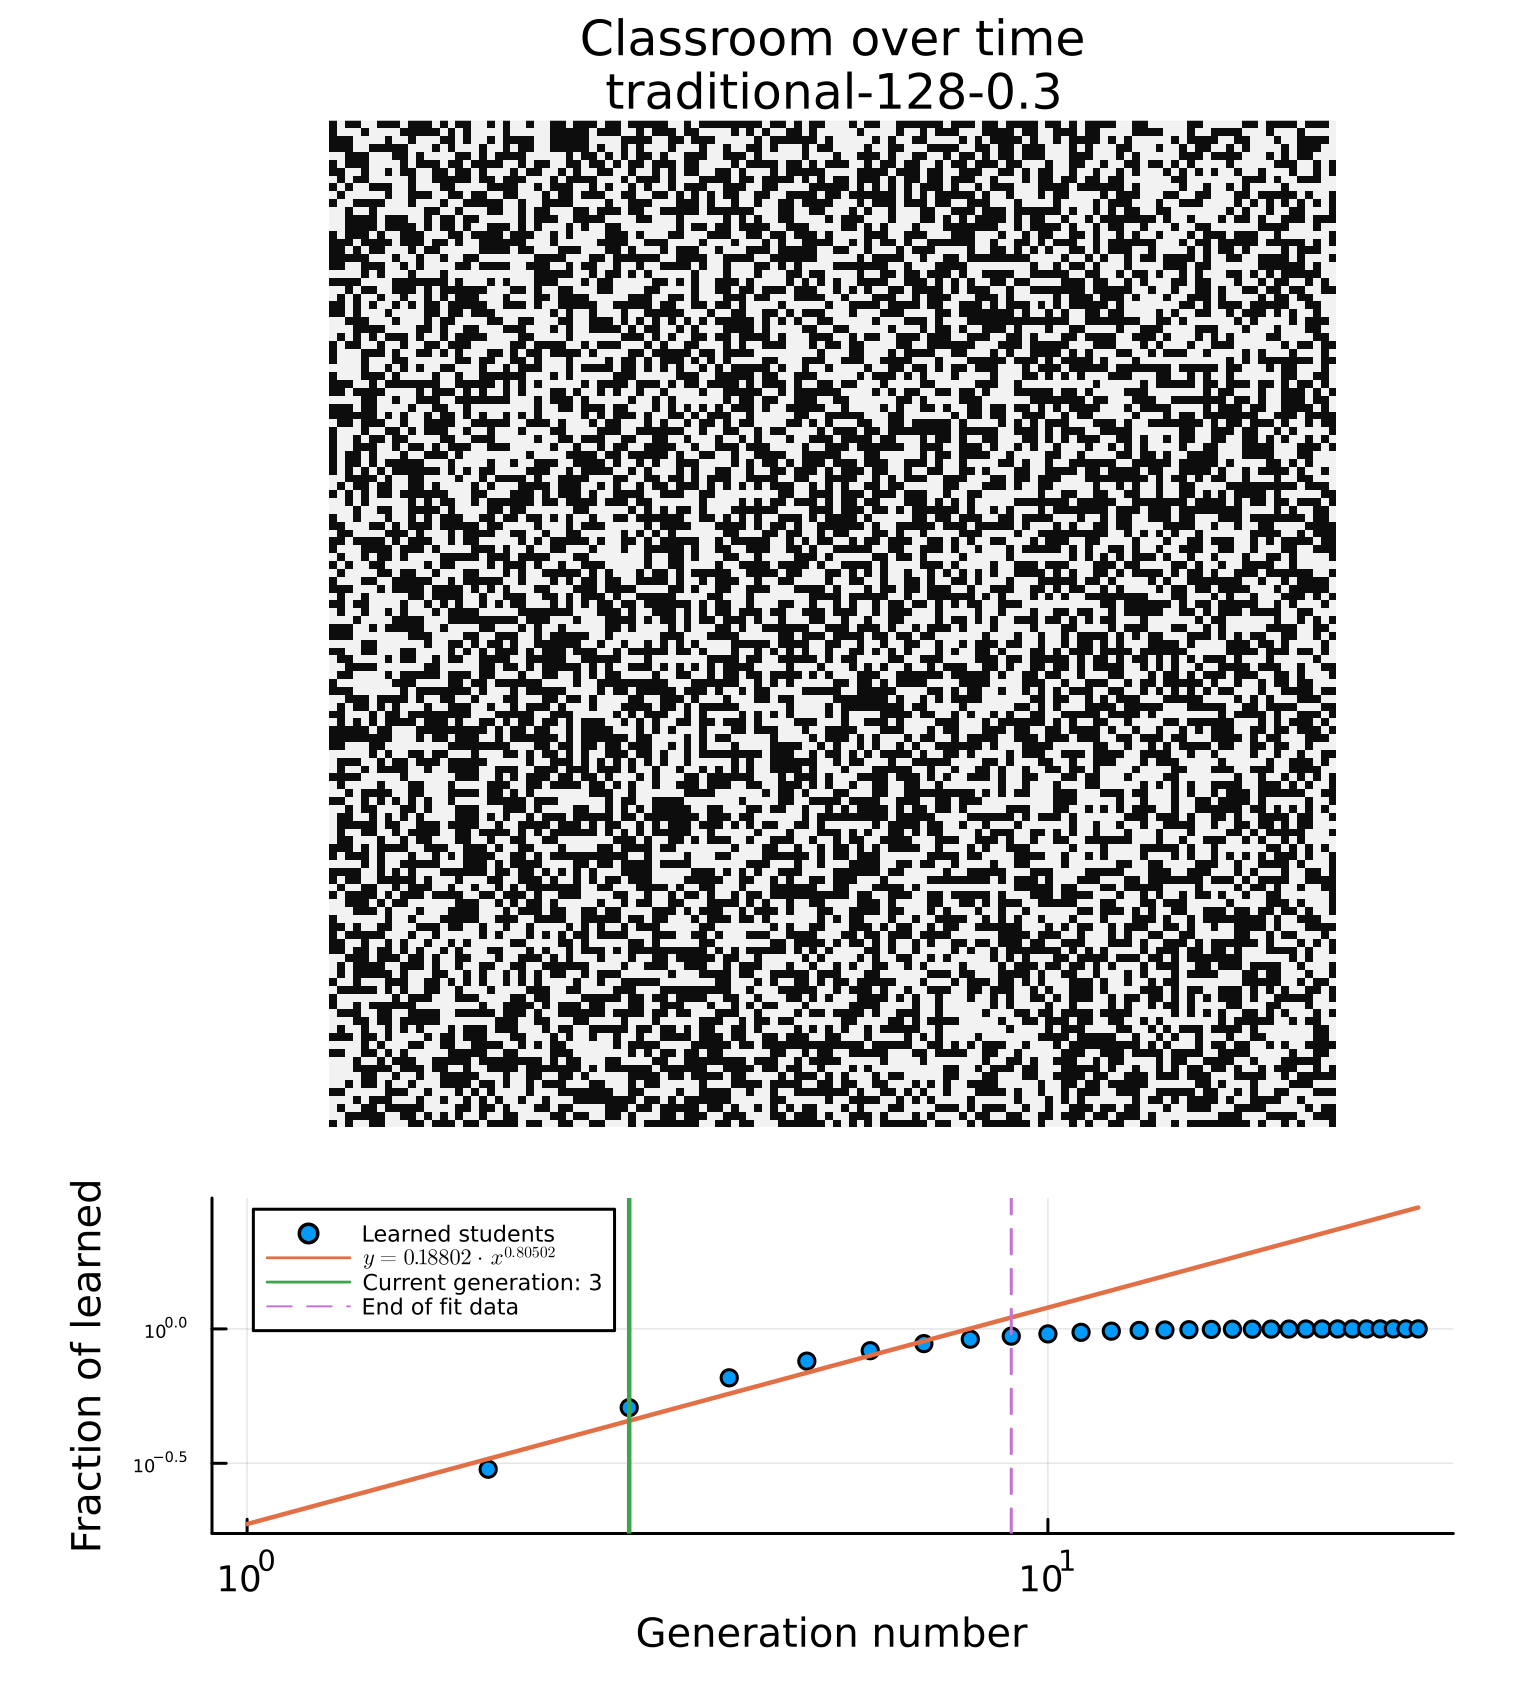 Classroom over time
traditional-128-0.3
Fraction of learned
Learned students
y = 0.18802 · x^0.80502
Current generation: 3
End of fit data
10^0.0
10^−0.5
10^0
10^1
Generation number